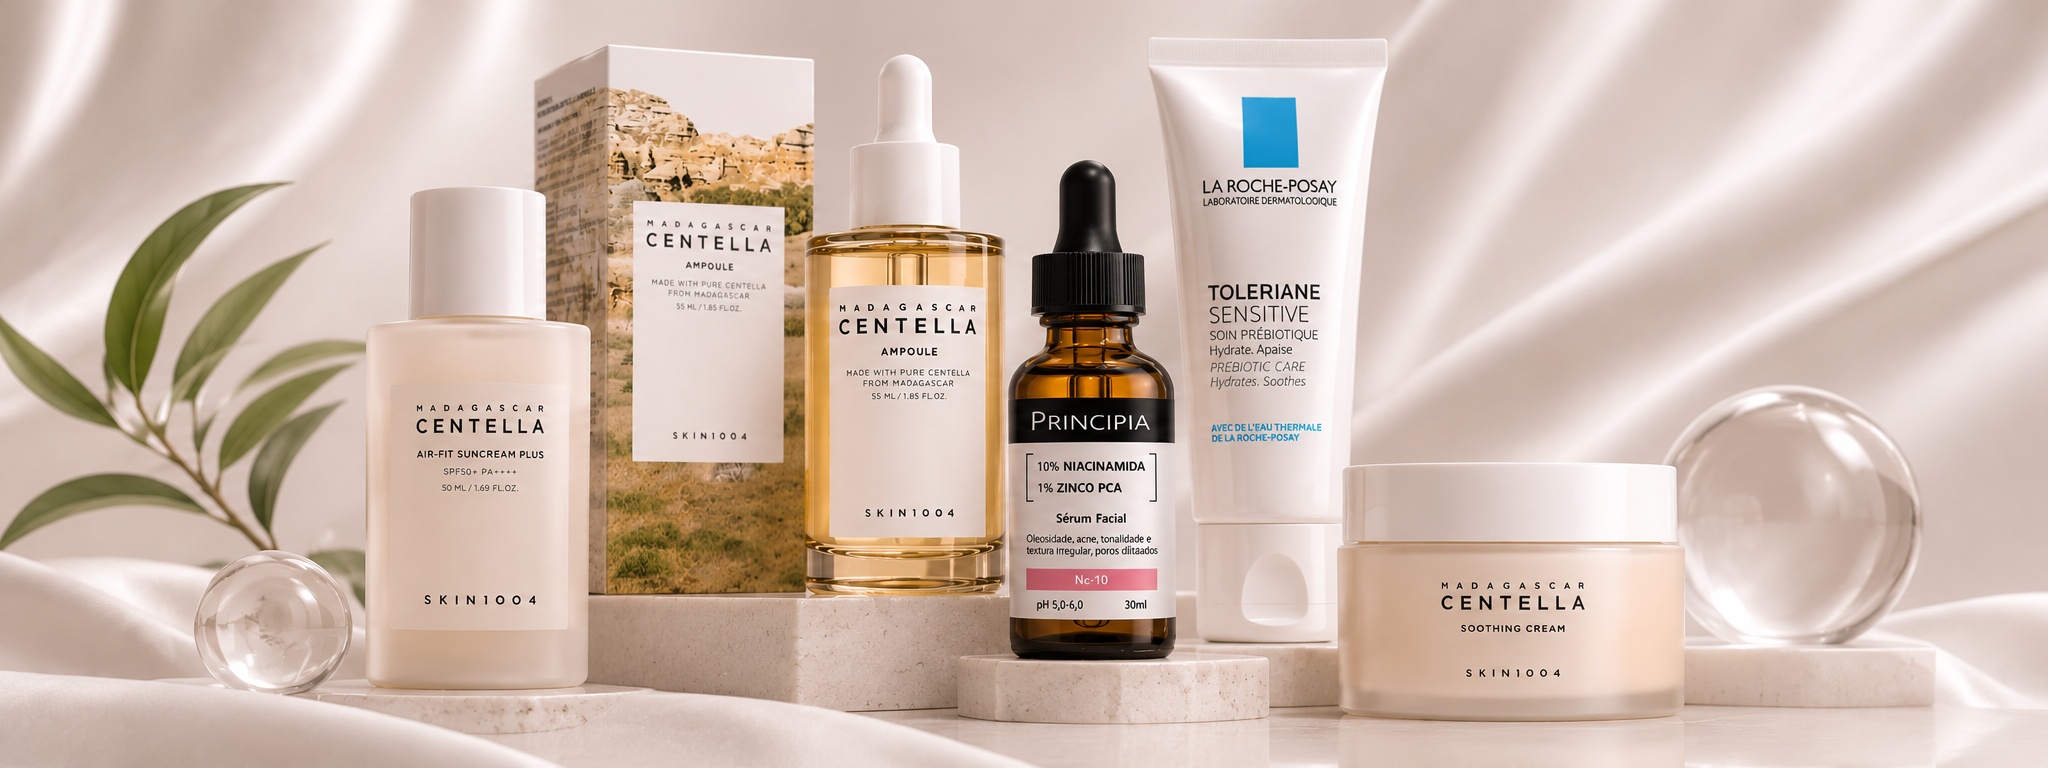 MADAGASCAR
CENTELLA
AIR-FIT SUNCREAM PLUS
SPF50+ PA++++
50 ML / 1.69 FL.OZ.
SKIN1004
MADAGASCAR
CENTELLA
AMPOULE
MADE WITH PURE CENTELLA
FROM MADAGASCAR
55 ML / 1.85 FL.OZ.
SKIN1004
MADAGASCAR
CENTELLA
AMPOULE
MADE WITH PURE CENTELLA
FROM MADAGASCAR
55 ML / 1.85 FL.OZ.
SKIN1004
PRINCIPIA
10% NIACINAMIDA
1% ZINCO PCA
Sérum Facial
Oleosidade, acne, tonalidade e
textura irregular, poros dilataados
Nc-10
pH 5,0-6,0 30ml
LA ROCHE-POSAY
LABORATOIRE DERMATOLOOIQUE
TOLERIANE
SENSITIVE
SOIN PRÉBIOTIQUE
Hydrate. Apaise
PREBIOTIC CARE
Hydrates. Soothes
AVEC DE L'EAU THERMALE
DE LA ROCHE-POSAY
MADAGASCAR
CENTELLA
SOOTHING CREAM
SKIN1004